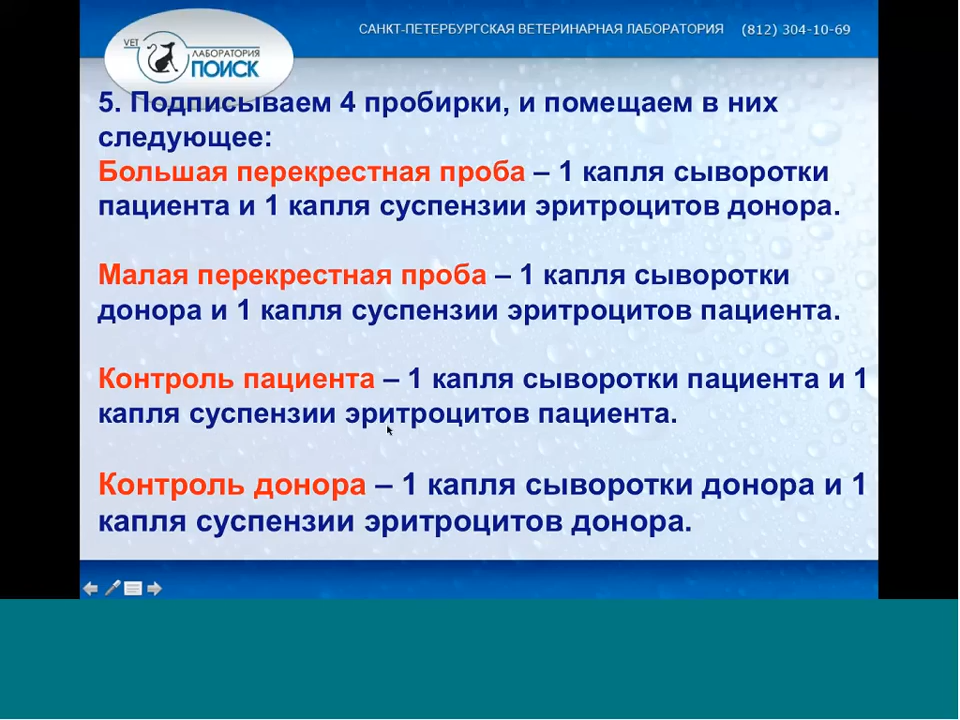 САНКТ-ПЕТЕРБУРГСКАЯ ВЕТЕРИНАРНАЯ ЛАБОРАТОРИЯ (812) 304-10-69
VET
ЛАБОРАТОРИЯ
ПОИСК
5. Подписываем 4 пробирки, и помещаем в них
следующее:
Большая перекрестная проба – 1 капля сыворотки
пациента и 1 капля суспензии эритроцитов донора.
Малая перекрестная проба – 1 капля сыворотки
донора и 1 капля суспензии эритроцитов пациента.
Контроль пациента – 1 капля сыворотки пациента и 1
капля суспензии эритроцитов пациента.
Контроль донора – 1 капля сыворотки донора и 1
капля суспензии эритроцитов донора.